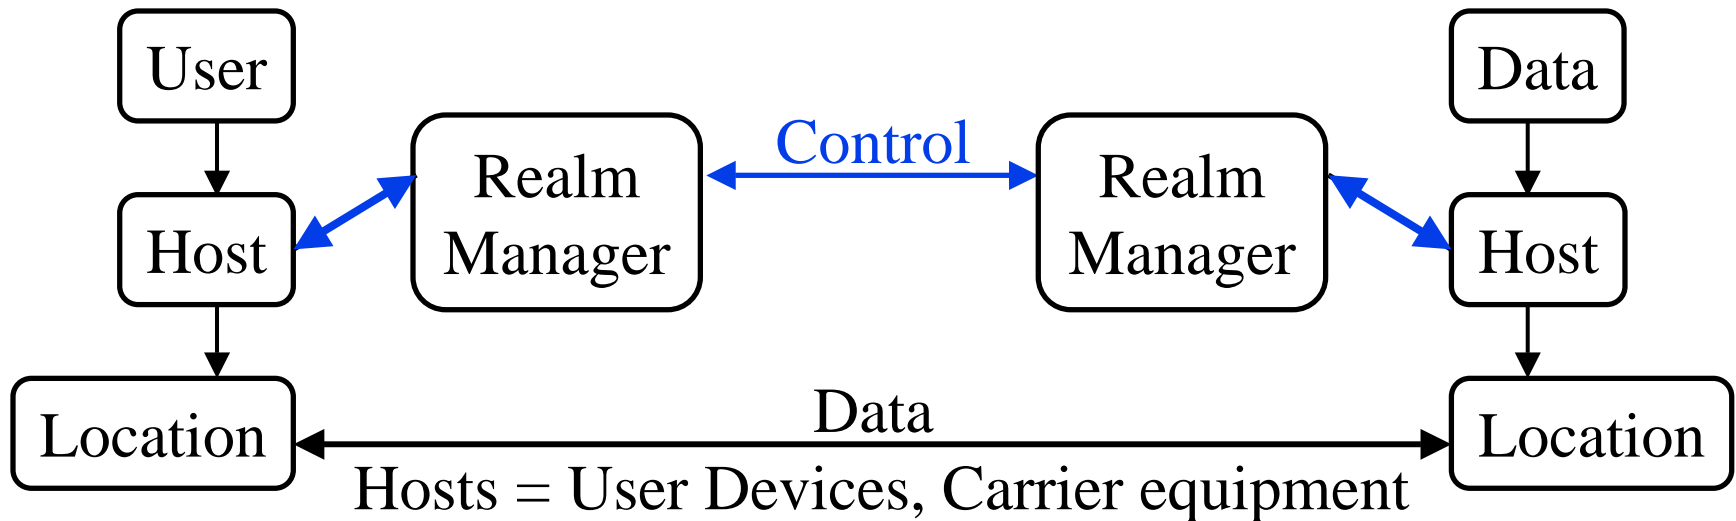 User
Data
Control
Realm
Manager
Realm
Manager
Host
Host
Data
Location
Location
Hosts = User Devices, Carrier equipment